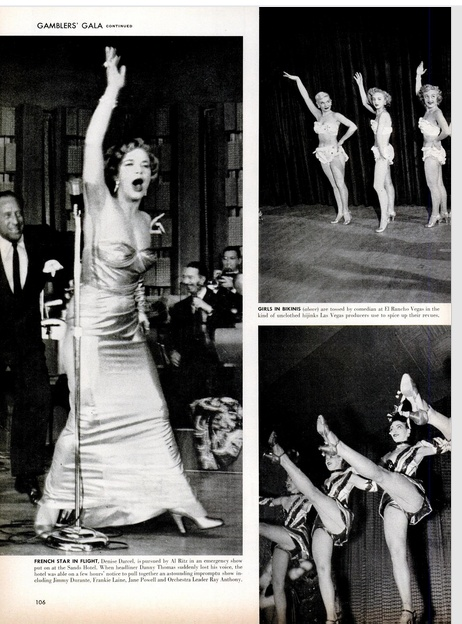 GAMBLERS' GALA CONTINUED
GIRLS IN BIKINIS (above) are tossed by comedian at El Rancho Vegas in the
kind of unclothed hijinks Las Vegas producers use to spice up their revues.
FRENCH STAR IN FLIGHT, Denise Darcel, is pursued by Al Ritz in an emergency show
put on at the Sands Hotel. When headliner Danny Thomas suddenly lost his voice, the
hotel was able on a few hours' notice to pull together an astounding impromptu show in-
cluding Jimmy Durante, Frankie Laine, Jane Powell and Orchestra Leader Ray Anthony.
106